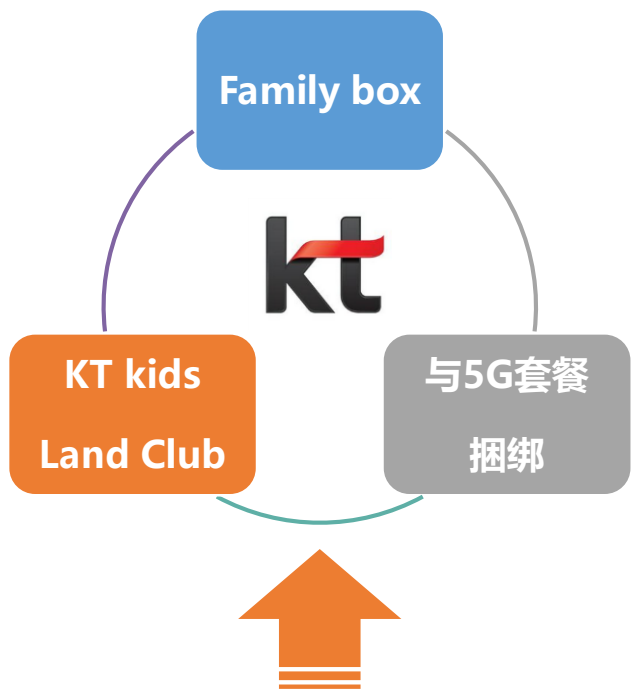 Family box
kt
KT kids
Land Club
与5G套餐
捆绑